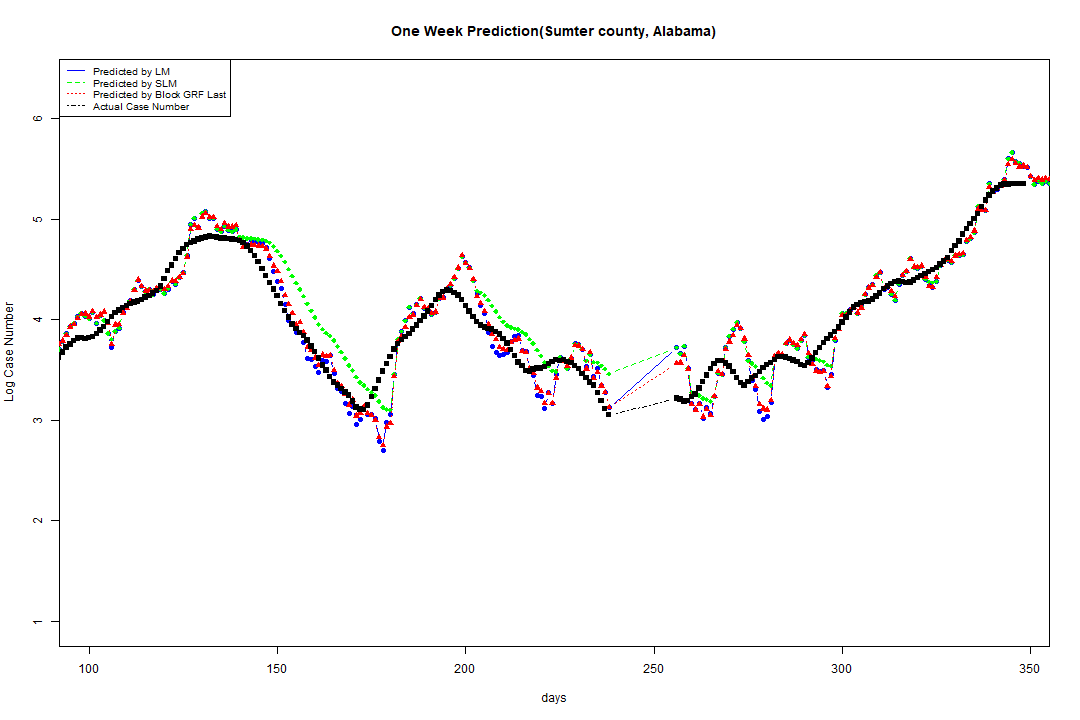 One Week Prediction(Sumter county, Alabama)
Predicted by LM
Predicted by SLM
Predicted by Block GRF Last
Actual Case Number
Log Case Number
6
5
4
3
2
1
100 150 200 250 300 350
days